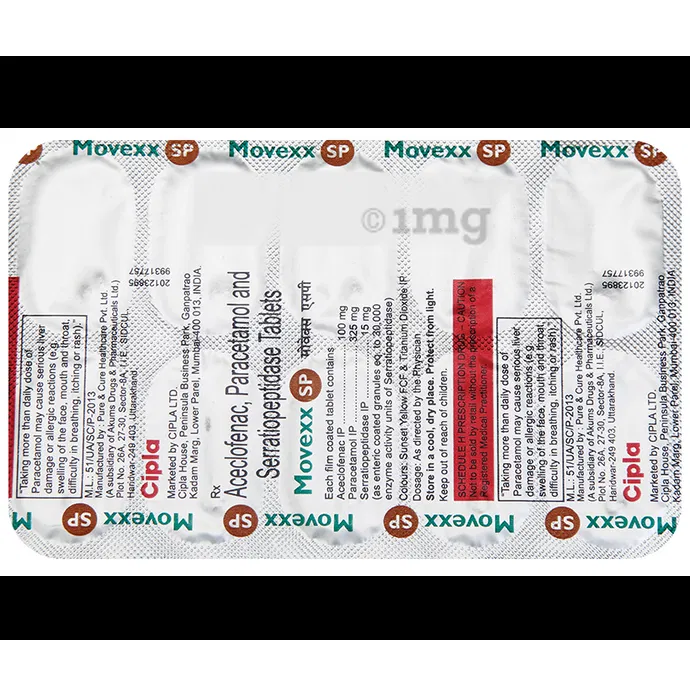 Movexx SP Movexx SP Movexx SP Movexx SP
1mg
20123895
99317757
20123895
99317757
"Taking more than daily dose of
Paracetamol may cause serious liver
damage or allergic reactions (e.g.
swelling of the face, mouth and throat,
difficulty in breathing, itching or rash)."
M.L.: 51/UA/SC/P-2013
Manufactured by : Pure & Cure Healthcare Pvt. Ltd.
(A subsidiary of Akums Drugs & Pharmaceuticals Ltd.)
Plot No. 26A, 27-30, Sector-8A, I.I.E. SIDCUL,
Haridwar-249 403, Uttarakhand.
Cipla
Marketed by CIPLA LTD.
Cipla House, Peninsula Business Park, Ganpatrao
Kadam Marg, Lower Parel, Mumbai-400 013, INDIA
Rx
Aceclofenac, Paracetamol and
Serratiopeptidase Tablets
Movexx SP मोवेक्स एसपी
Each film coated tablet contains
Aceclofenac IP 100 mg
Paracetamol IP 325 mg
Serratiopeptidase IP 15 mg
(as enteric coated granules eq. to 30,000
enzyme activity units of Serratiopeptidase)
Colours: Sunset Yellow FCF & Titanium Dioxide IP
Dosage: As directed by the Physician
Store in a cool, dry place. Protect from light.
Keep out of reach of children.
SCHEDULE H PRESCRIPTION DRUG – CAUTION
Not to be sold by retail without the prescription of a
Registered Medical Practitioner.
"Taking more than daily dose of
Paracetamol may cause serious liver
damage or allergic reactions (e.g.
swelling of the face, mouth and throat,
difficulty in breathing, itching or rash)."
M.L.: 51/UA/SC/P-2013
Manufactured by : Pure & Cure Healthcare Pvt. Ltd.
(A subsidiary of Akums Drugs & Pharmaceuticals Ltd.)
Plot No. 26A, 27-30, Sector-8A, I.I.E. SIDCUL,
Haridwar-249 403, Uttarakhand.
Cipla
Marketed by CIPLA LTD.
Cipla House, Peninsula Business Park, Ganpatrao
Kadam Marg, Lower Parel, Mumbai-400 013, INDIA
SP Movexx SP Movexx SP Movexx SP Movexx